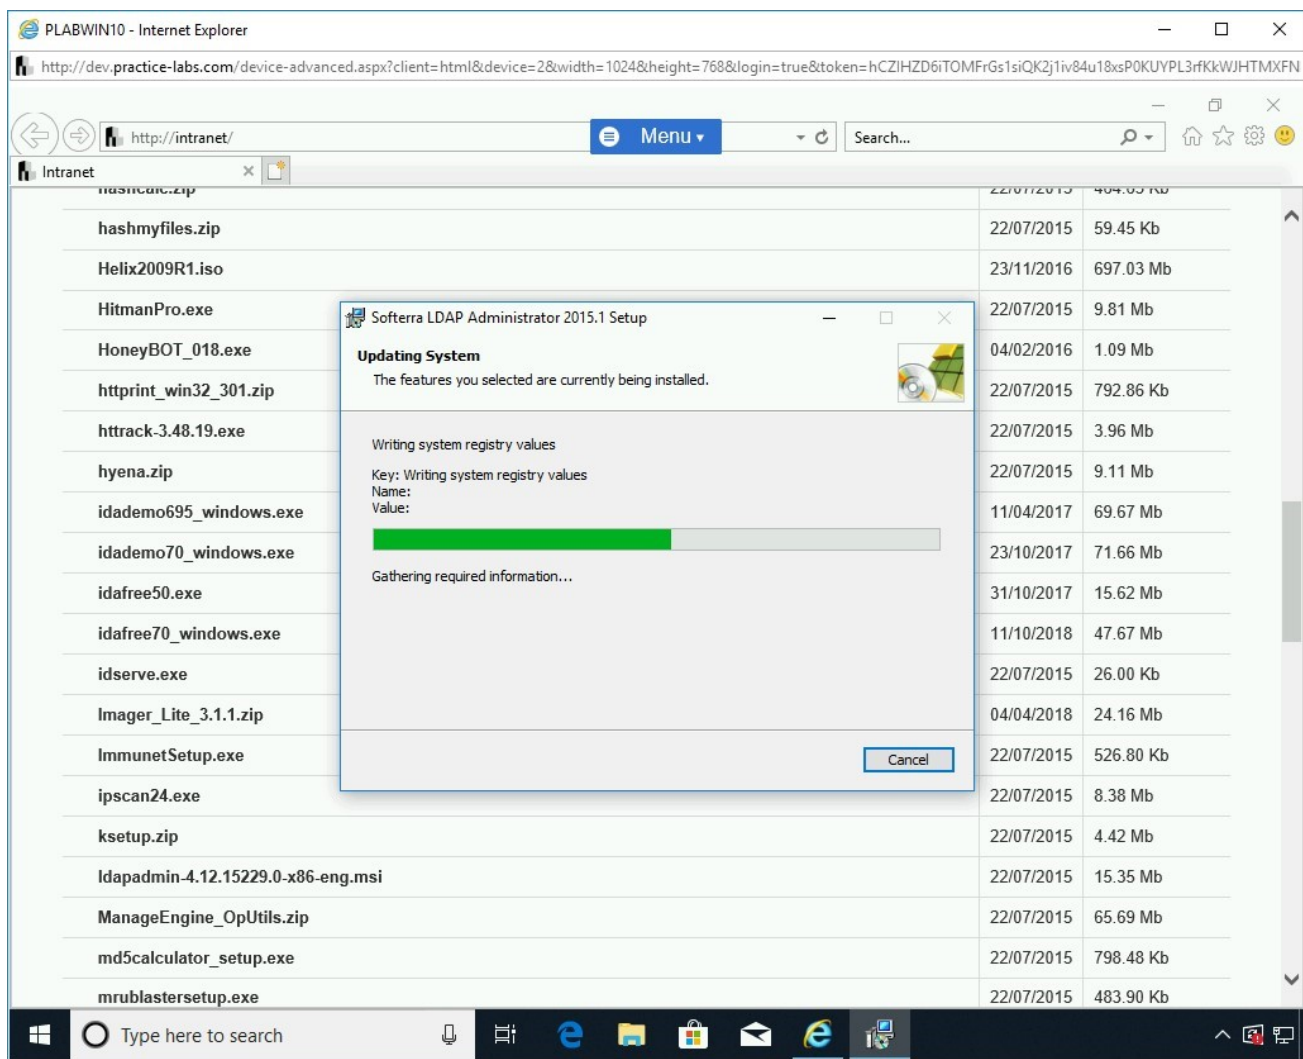 PLABWIN10 - Internet Explorer
http://dev.practice-labs.com/device-advanced.aspx?client=html&device=2&width=1024&height=768&login=true&token=hCZIHZD6iTOMFrGs1siQK2j1iv84u18xsP0KUYPL3rfKkWJHTMXFN
http://intranet/
Menu
Search...
Intranet
hashcalc.zip 22/07/2015 464.65 Kb
hashmyfiles.zip 22/07/2015 59.45 Kb
Helix2009R1.iso 23/11/2016 697.03 Mb
HitmanPro.exe 22/07/2015 9.81 Mb
HoneyBOT_018.exe 04/02/2016 1.09 Mb
httprint_win32_301.zip 22/07/2015 792.86 Kb
httrack-3.48.19.exe 22/07/2015 3.96 Mb
hyena.zip 22/07/2015 9.11 Mb
idademo695_windows.exe 11/04/2017 69.67 Mb
idademo70_windows.exe 23/10/2017 71.66 Mb
idafree50.exe 31/10/2017 15.62 Mb
idafree70_windows.exe 11/10/2018 47.67 Mb
idserve.exe 22/07/2015 26.00 Kb
Imager_Lite_3.1.1.zip 04/04/2018 24.16 Mb
ImmunetSetup.exe 22/07/2015 526.80 Kb
ipscan24.exe 22/07/2015 8.38 Mb
ksetup.zip 22/07/2015 4.42 Mb
ldapadmin-4.12.15229.0-x86-eng.msi 22/07/2015 15.35 Mb
ManageEngine_OpUtils.zip 22/07/2015 65.69 Mb
md5calculator_setup.exe 22/07/2015 798.48 Kb
mrublastersetup.exe 22/07/2015 483.90 Kb
Softerra LDAP Administrator 2015.1 Setup
Updating System
The features you selected are currently being installed.
Writing system registry values
Key: Writing system registry values
Name:
Value:
Gathering required information...
Cancel
Type here to search